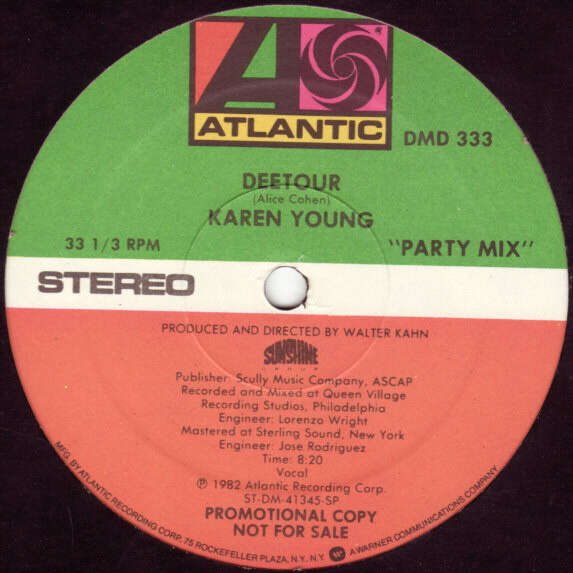 ATLANTIC
DMD 333
DEETOUR
(Alice Cohen)
KAREN YOUNG
33 1/3 RPM
"PARTY MIX"
STEREO
PRODUCED AND DIRECTED BY WALTER KAHN
SUNSHINE
GROUP
Publisher: Scully Music Company, ASCAP
Recorded and Mixed at Queen Village
Recording Studios, Philadelphia
Engineer: Lorenzo Wright
Mastered at Sterling Sound, New York
Engineer: Jose Rodriguez
Time: 8:20
Vocal
℗ 1982 Atlantic Recording Corp.
ST-DM-41345-SP
PROMOTIONAL COPY
NOT FOR SALE
MFG. BY ATLANTIC RECORDING CORP. 75 ROCKEFELLER PLAZA, N.Y. N.Y. W A WARNER COMMUNICATIONS COMPANY